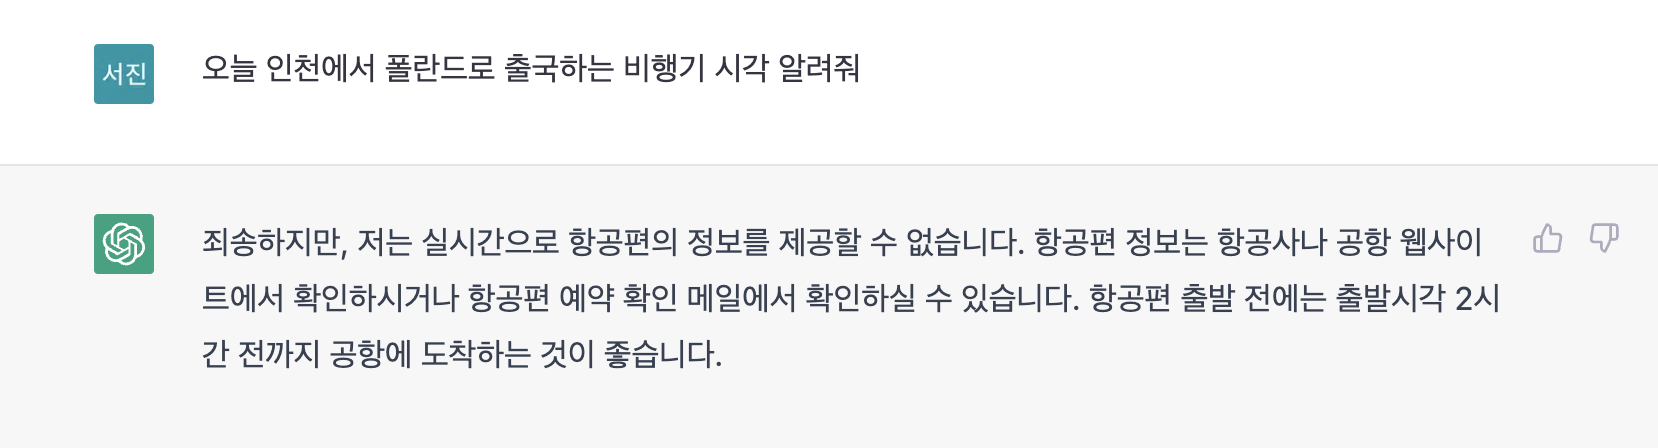 서진
오늘 인천에서 폴란드로 출국하는 비행기 시각 알려줘
죄송하지만, 저는 실시간으로 항공편의 정보를 제공할 수 없습니다. 항공편 정보는 항공사나 공항 웹사이
트에서 확인하시거나 항공편 예약 확인 메일에서 확인하실 수 있습니다. 항공편 출발 전에는 출발시각 2시
간 전까지 공항에 도착하는 것이 좋습니다.